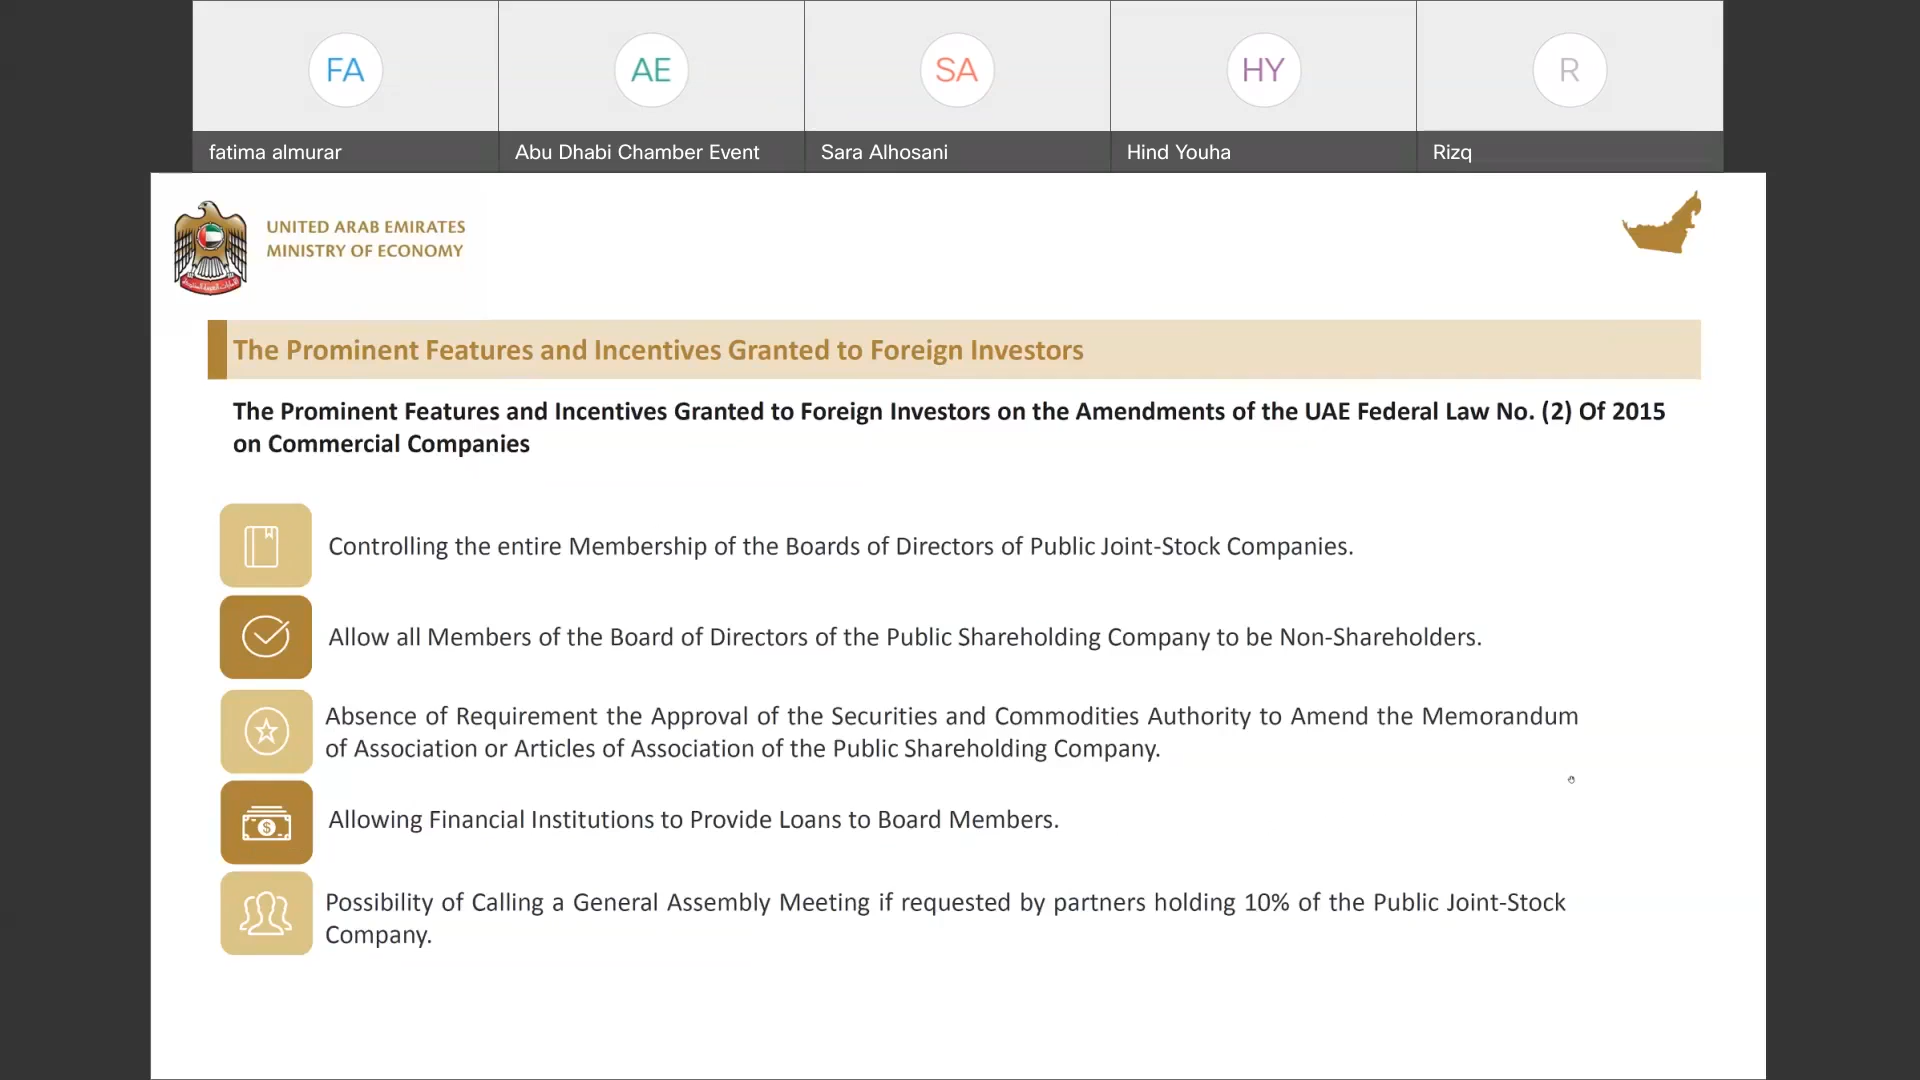 FA
AE
SA
HY
R
fatima almurar
Abu Dhabi Chamber Event
Sara Alhosani
Hind Youha
Rizq
UNITED ARAB EMIRATES
MINISTRY OF ECONOMY
The Prominent Features and Incentives Granted to Foreign Investors
The Prominent Features and Incentives Granted to Foreign Investors on the Amendments of the UAE Federal Law No. (2) Of 2015
on Commercial Companies
Controlling the entire Membership of the Boards of Directors of Public Joint-Stock Companies.
Allow all Members of the Board of Directors of the Public Shareholding Company to be Non-Shareholders.
Absence of Requirement the Approval of the Securities and Commodities Authority to Amend the Memorandum
of Association or Articles of Association of the Public Shareholding Company.
$
Allowing Financial Institutions to Provide Loans to Board Members.
Possibility of Calling a General Assembly Meeting if requested by partners holding 10% of the Public Joint-Stock
Company.